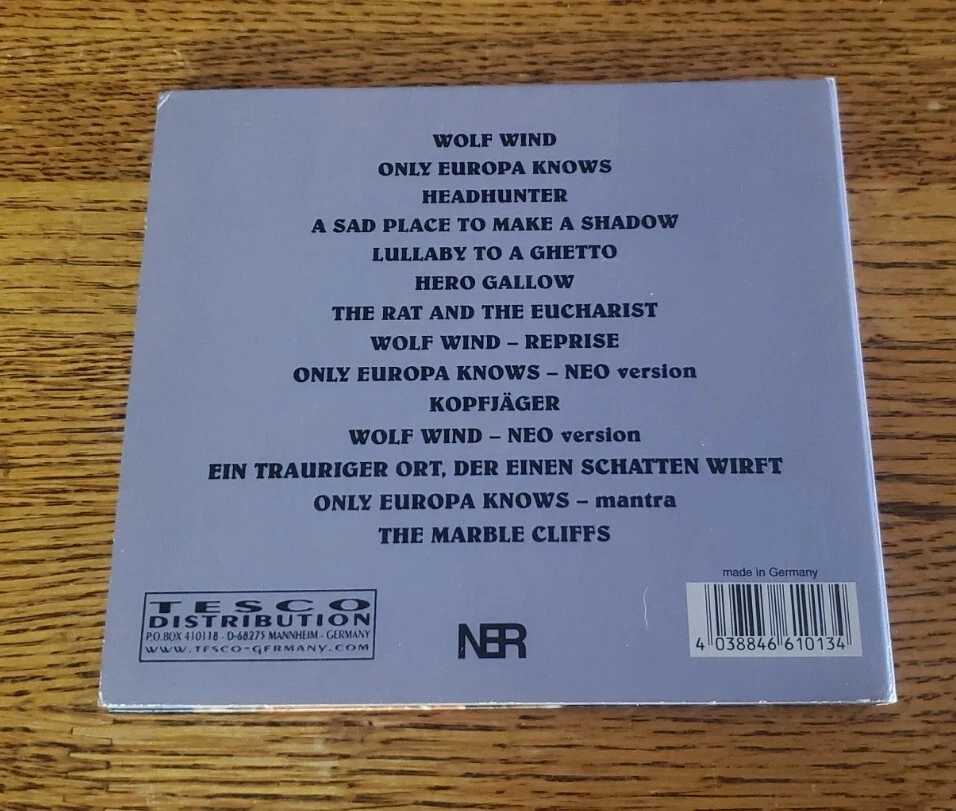 WOLF WIND
ONLY EUROPA KNOWS
HEADHUNTER
A SAD PLACE TO MAKE A SHADOW
LULLABY TO A GHETTO
HERO GALLOW
THE RAT AND THE EUCHARIST
WOLF WIND – REPRISE
ONLY EUROPA KNOWS – NEO version
KOPFJÄGER
WOLF WIND – NEO version
EIN TRAURIGER ORT, DER EINEN SCHATTEN WIRFT
ONLY EUROPA KNOWS – mantra
THE MARBLE CLIFFS
made in Germany
TESCO
DISTRIBUTION
P.O.BOX 410118 - D-68275 MANNHEIM - GERMANY
WWW.TESCO-GERMANY.COM
NER
4 038846 610134